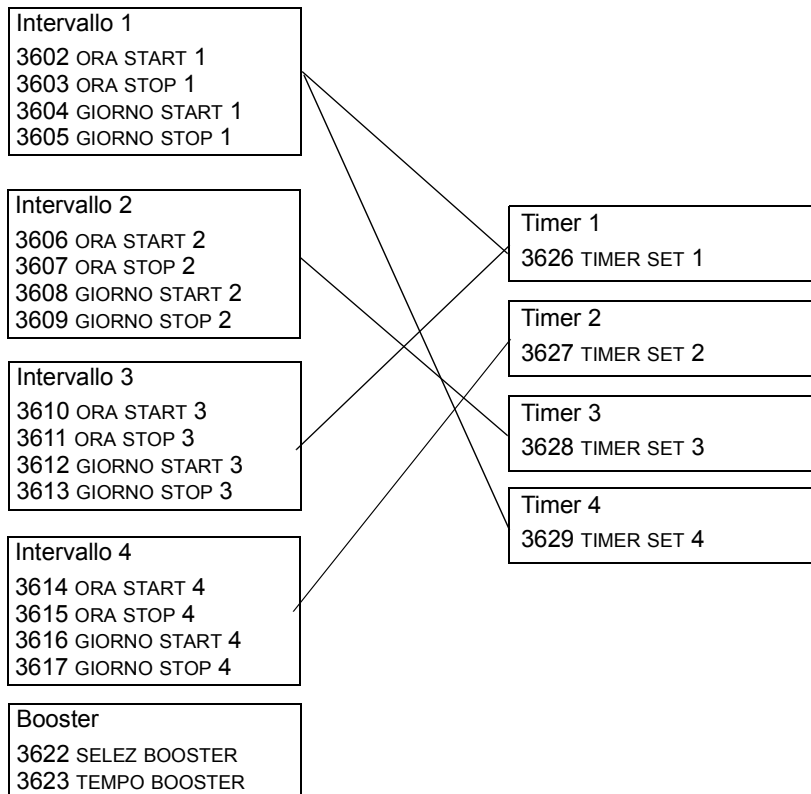 Intervallo 1
3602 ORA START 1
3603 ORA STOP 1
3604 GIORNO START 1
3605 GIORNO STOP 1
Intervallo 2
3606 ORA START 2
3607 ORA STOP 2
3608 GIORNO START 2
3609 GIORNO STOP 2
Intervallo 3
3610 ORA START 3
3611 ORA STOP 3
3612 GIORNO START 3
3613 GIORNO STOP 3
Intervallo 4
3614 ORA START 4
3615 ORA STOP 4
3616 GIORNO START 4
3617 GIORNO STOP 4
Booster
3622 SELEZ BOOSTER
3623 TEMPO BOOSTER
Timer 1
3626 TIMER SET 1
Timer 2
3627 TIMER SET 2
Timer 3
3628 TIMER SET 3
Timer 4
3629 TIMER SET 4